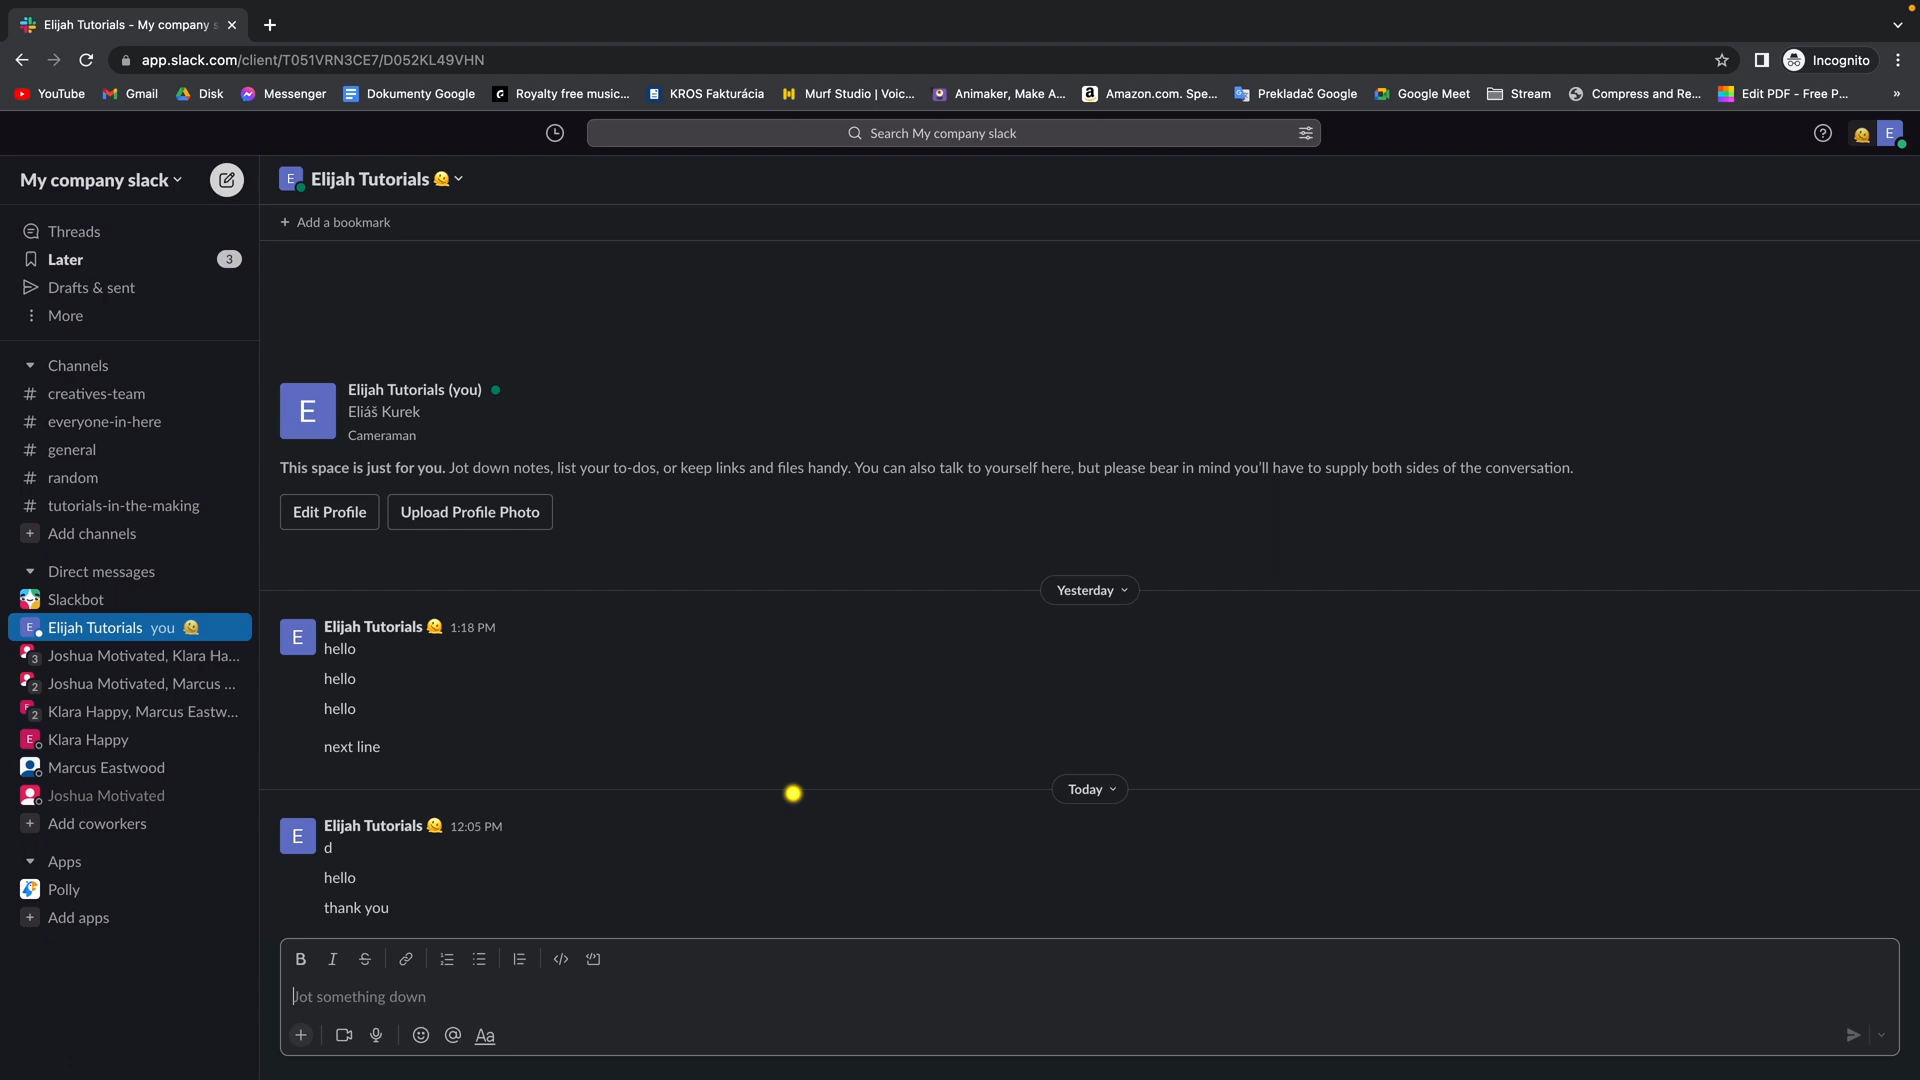 Elijah Tutorials - My company s
app.slack.com/client/T051VRN3CE7/D052KL49VHN
Incognito
YouTube
Gmail
Disk
Messenger
Dokumenty Google
Royalty free music...
KROS Fakturácia
Murf Studio | Voic...
Animaker, Make A...
Amazon.com. Spe...
Prekladač Google
Google Meet
Stream
Compress and Re...
Edit PDF - Free P...
»
Search My company slack
E
My company slack
E Elijah Tutorials
Threads
+ Add a bookmark
Later 3
Drafts & sent
More
Channels
# creatives-team
# everyone-in-here
# general
# random
# tutorials-in-the-making
+ Add channels
Direct messages
Slackbot
E Elijah Tutorials you
3 Joshua Motivated, Klara Ha...
2 Joshua Motivated, Marcus ...
2 Klara Happy, Marcus Eastw...
E Klara Happy
Marcus Eastwood
Joshua Motivated
+ Add coworkers
Apps
Polly
+ Add apps
E
Elijah Tutorials (you)
Eliáš Kurek
Cameraman
This space is just for you. Jot down notes, list your to-dos, or keep links and files handy. You can also talk to yourself here, but please bear in mind you'll have to supply both sides of the conversation.
Edit Profile
Upload Profile Photo
Yesterday
E
Elijah Tutorials 1:18 PM
hello
hello
hello
next line
Today
E
Elijah Tutorials 12:05 PM
d
hello
thank you
B I S
Jot something down
+ @ Aa